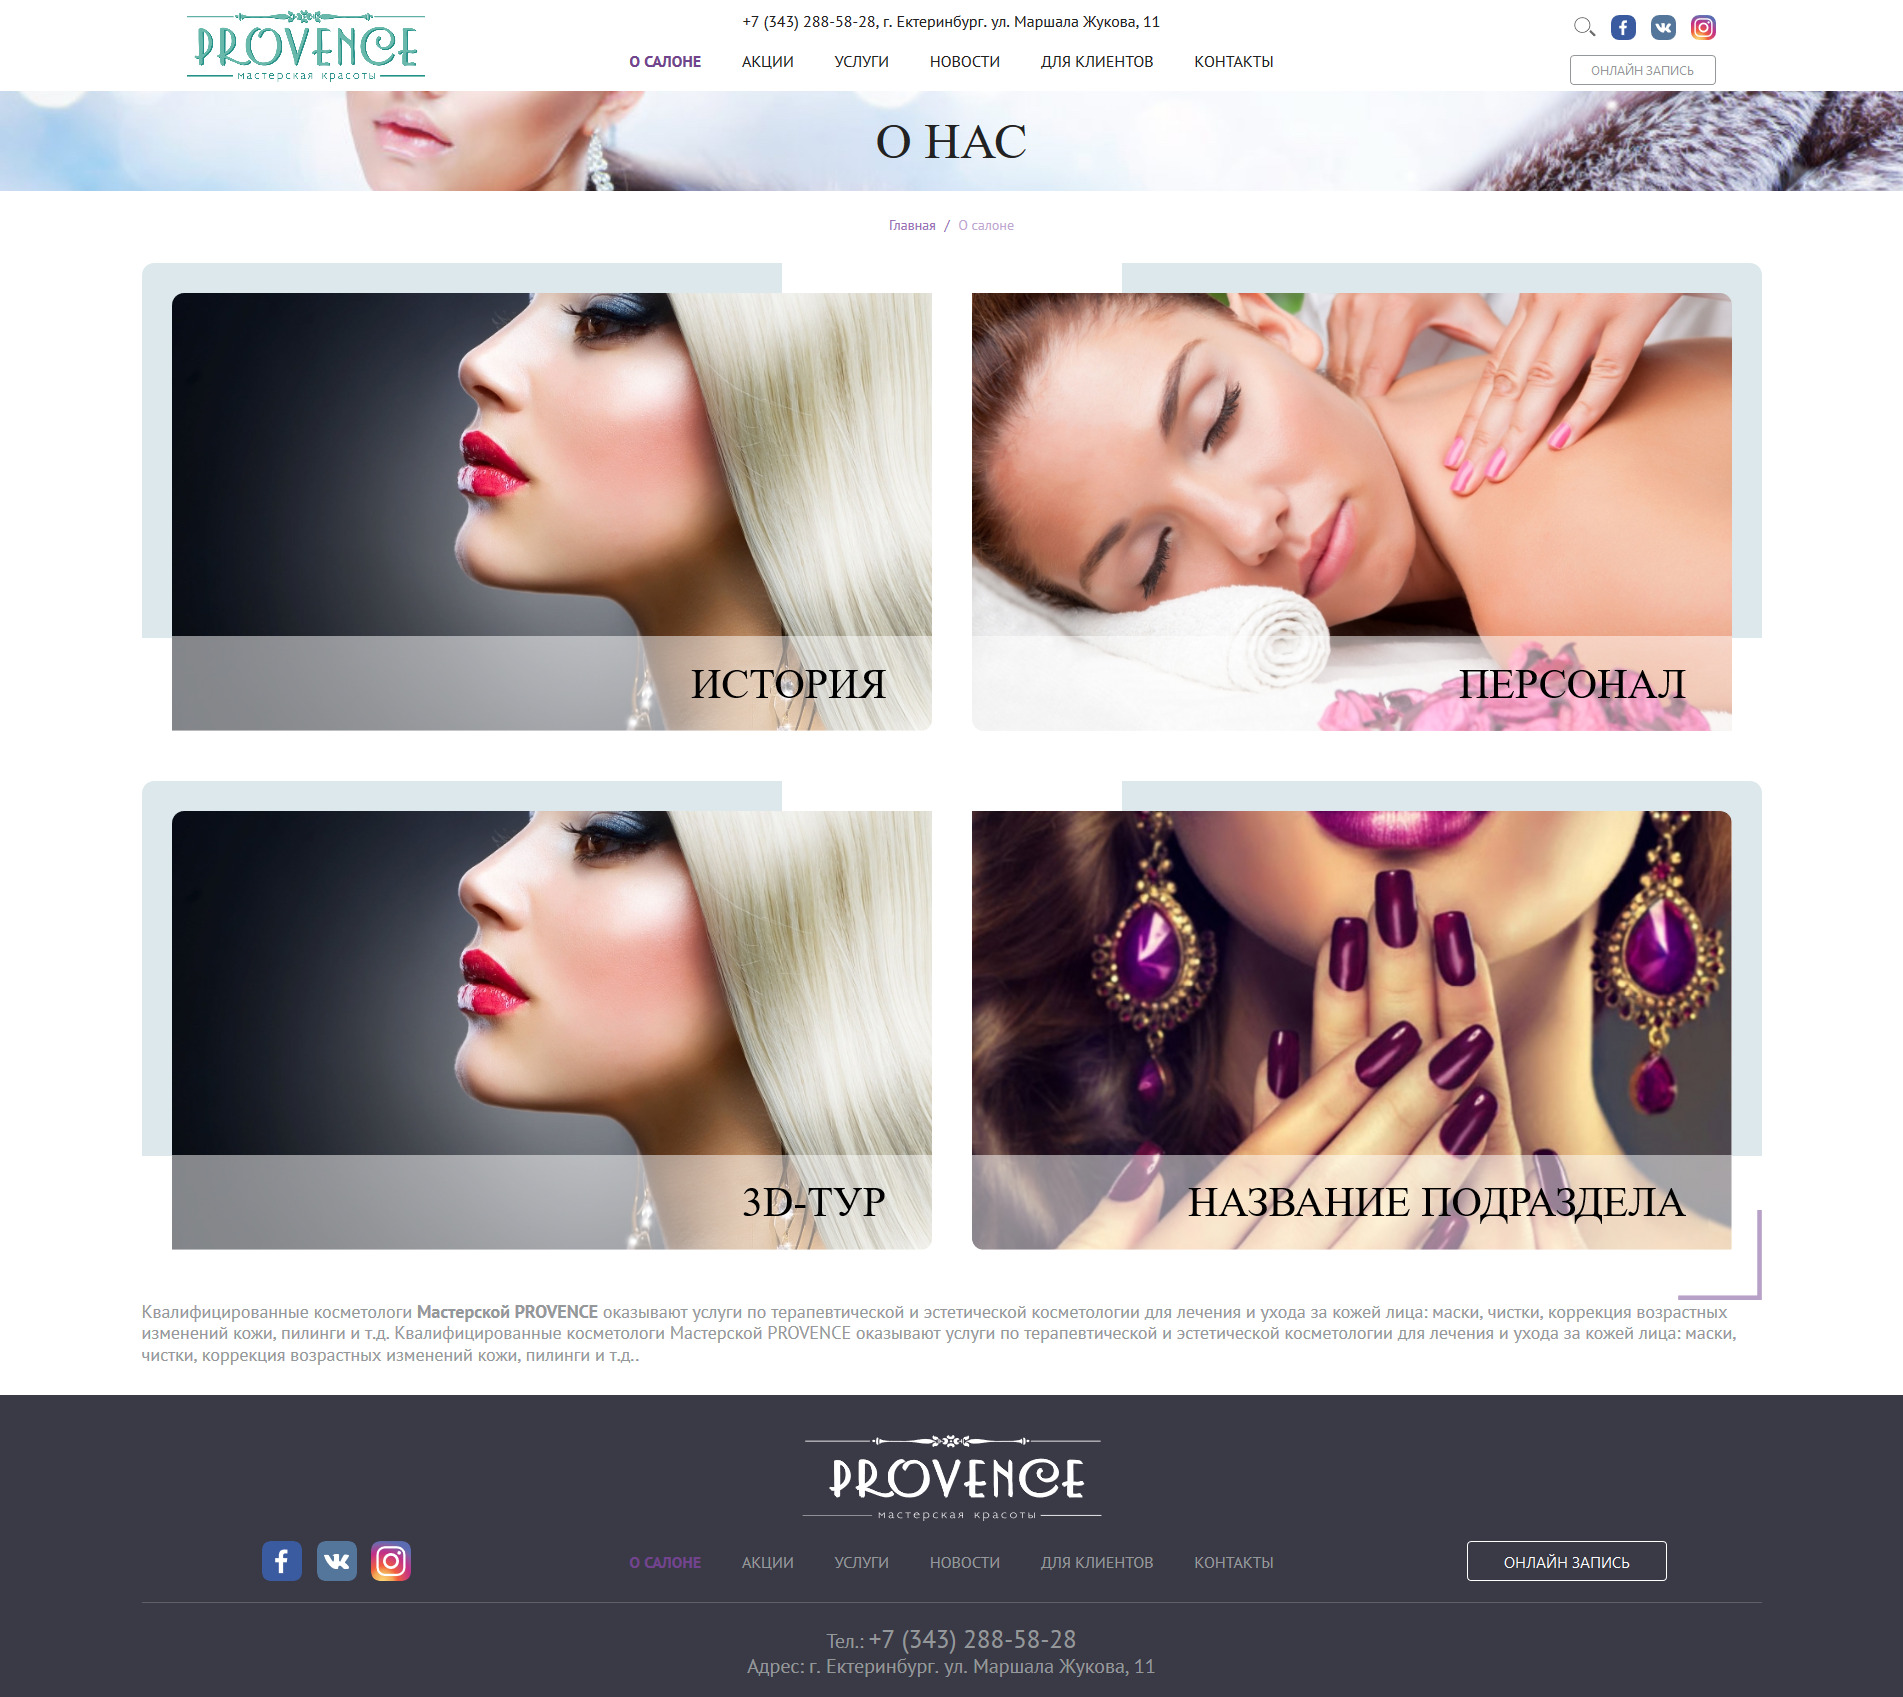 PROVENCE
мастерская красоты
+7 (343) 288-58-28, г. Ектеринбург. ул. Маршала Жукова, 11
О САЛОНЕ АКЦИИ УСЛУГИ НОВОСТИ ДЛЯ КЛИЕНТОВ КОНТАКТЫ
ОНЛАЙН ЗАПИСЬ
О НАС
Главная / О салоне
ИСТОРИЯ
ПЕРСОНАЛ
3D-ТУР
НАЗВАНИЕ ПОДРАЗДЕЛА
Квалифицированные косметологи Мастерской PROVENCE оказывают услуги по терапевтической и эстетической косметологии для лечения и ухода за кожей лица: маски, чистки, коррекция возрастных
изменений кожи, пилинги и т.д. Квалифицированные косметологи Мастерской PROVENCE оказывают услуги по терапевтической и эстетической косметологии для лечения и ухода за кожей лица: маски,
чистки, коррекция возрастных изменений кожи, пилинги и т.д..
PROVENCE
мастерская красоты
О САЛОНЕ АКЦИИ УСЛУГИ НОВОСТИ ДЛЯ КЛИЕНТОВ КОНТАКТЫ
ОНЛАЙН ЗАПИСЬ
Тел.: +7 (343) 288-58-28
Адрес: г. Ектеринбург. ул. Маршала Жукова, 11